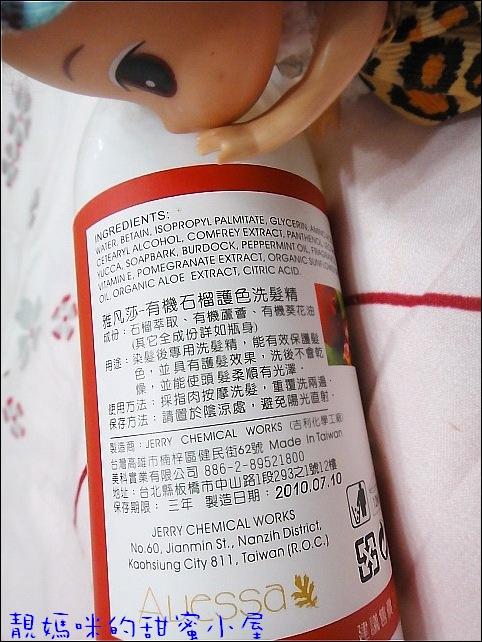 INGREDIENTS:
WATER, BETAIN, ISOPROPYL PALMITATE, GLYCERIN, AMINO
CETEARYL ALCOHOL, COMFREY EXTRACT, PANTHENOL,
YUCCA, SOAPBARK, BURDOCK, PEPPERMINT OIL,
VITAMIN E, POMEGRANATE EXTRACT, ORGANIC SUNFLOWER
OIL, ORGANIC ALOE EXTRACT, CITRIC ACID.
雅凡莎-有機石榴護色洗髮精
成份：石榴萃取、有機蘆薈、有機葵花油
(其它全成份詳如瓶身)
用途：染髮後專用洗髮精，能有效保護髮
色，並具有護髮效果，洗後不會乾
燥，並能使頭髮柔順有光澤。
使用方法：採指肉按摩洗髮，重覆洗兩遍。
保存方法：請置於陰涼處，避免陽光直射。
製造商：JERRY CHEMICAL WORKS (吉利化學工廠)
台灣高雄市楠梓區健民街62號 Made In Taiwan
美科實業有限公司 886-2-89521800
地址：台北縣板橋市中山路1段293之1號12樓
保存期限：三年 製造日期：2010.07.10
JERRY CHEMICAL WORKS
No.60, Jianmin St., Nanzih District,
Kaohsiung City 811, Taiwan (R.O.C.)
Avessa
靚媽咪的甜蜜小屋